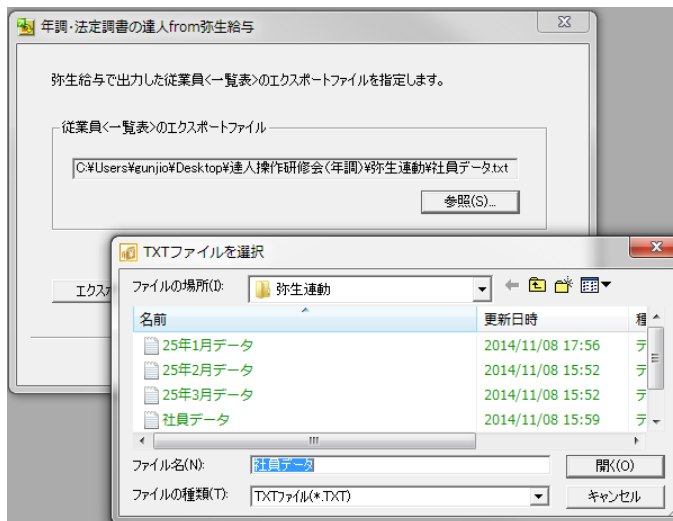 年調・法定調書の達人from弥生給与
弥生給与で出力した従業員<一覧表>のエクスポートファイルを指定します。
従業員<一覧表>のエクスポートファイル
C:¥Users¥gunjio¥Desktop¥達人操作研修会(年調)¥弥生連動¥社員データ.txt
参照(S)...
エクス
TXTファイルを選択
ファイルの場所(I): 弥生連動
名前 更新日時 種
25年1月データ 2014/11/08 17:56 テ
25年2月データ 2014/11/08 15:52 テ
25年3月データ 2014/11/08 15:52 テ
社員データ 2014/11/08 15:59 テ
ファイル名(N): 社員データ 開く(O)
ファイルの種類(T): TXTファイル(*.TXT) キャンセル